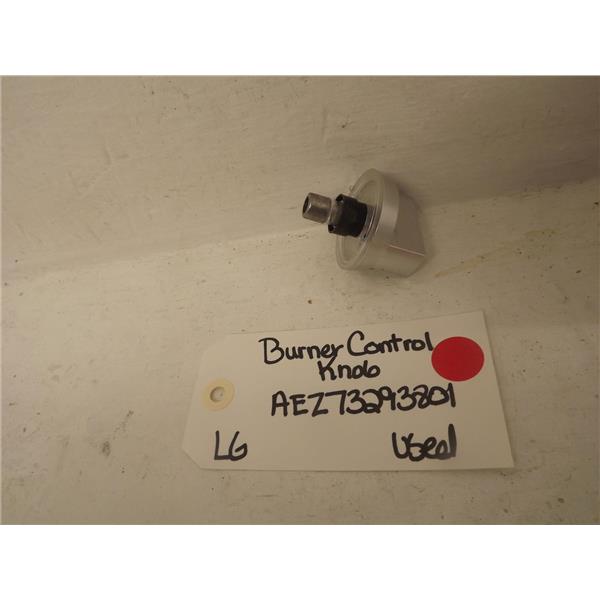 Burner Control
Knob
AEZ73293801
LG Used